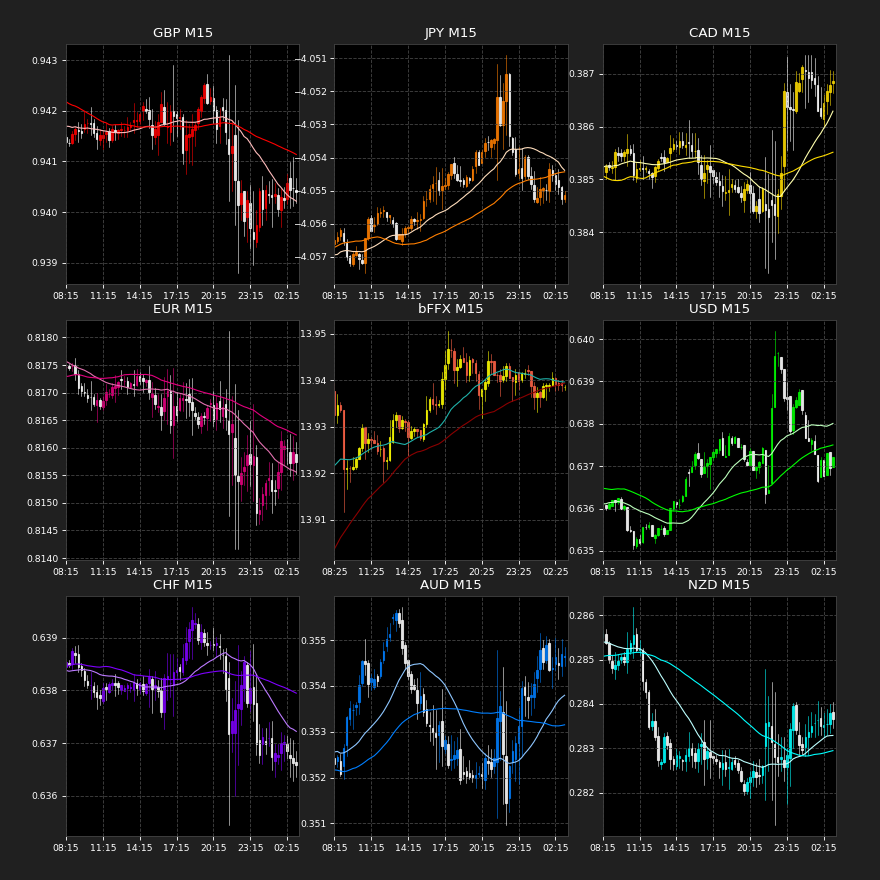 GBP M15
0.943
0.942
0.941
0.940
0.939
08:15 11:15 14:15 17:15 20:15 23:15 02:15
JPY M15
−4.051
−4.052
−4.053
−4.054
−4.055
−4.056
−4.057
08:15 11:15 14:15 17:15 20:15 23:15 02:15
CAD M15
0.387
0.386
0.385
0.384
08:15 11:15 14:15 17:15 20:15 23:15 02:15
EUR M15
0.8180
0.8175
0.8170
0.8165
0.8160
0.8155
0.8150
0.8145
0.8140
08:15 11:15 14:15 17:15 20:15 23:15 02:15
bFFX M15
13.95
13.94
13.93
13.92
13.91
08:25 11:25 14:25 17:25 20:25 23:25 02:25
USD M15
0.640
0.639
0.638
0.637
0.636
0.635
08:15 11:15 14:15 17:15 20:15 23:15 02:15
CHF M15
0.639
0.638
0.637
0.636
08:15 11:15 14:15 17:15 20:15 23:15 02:15
AUD M15
0.355
0.354
0.353
0.352
0.351
08:15 11:15 14:15 17:15 20:15 23:15 02:15
NZD M15
0.286
0.285
0.284
0.283
0.282
08:15 11:15 14:15 17:15 20:15 23:15 02:15